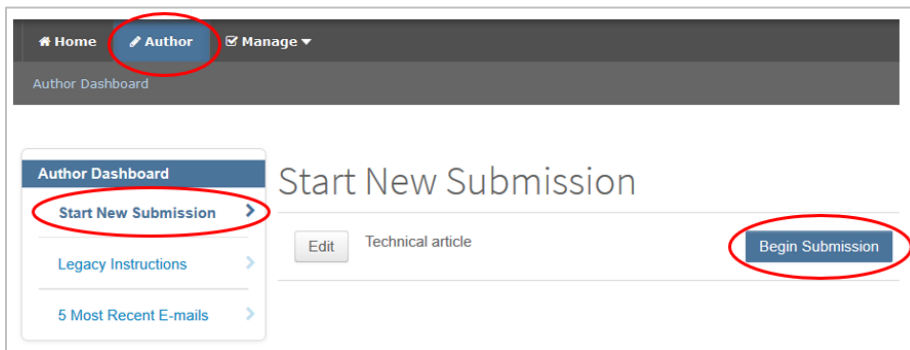 Home Author Manage
Author Dashboard
Author Dashboard
Start New Submission
Legacy Instructions
5 Most Recent E-mails
Start New Submission
Edit Technical article Begin Submission